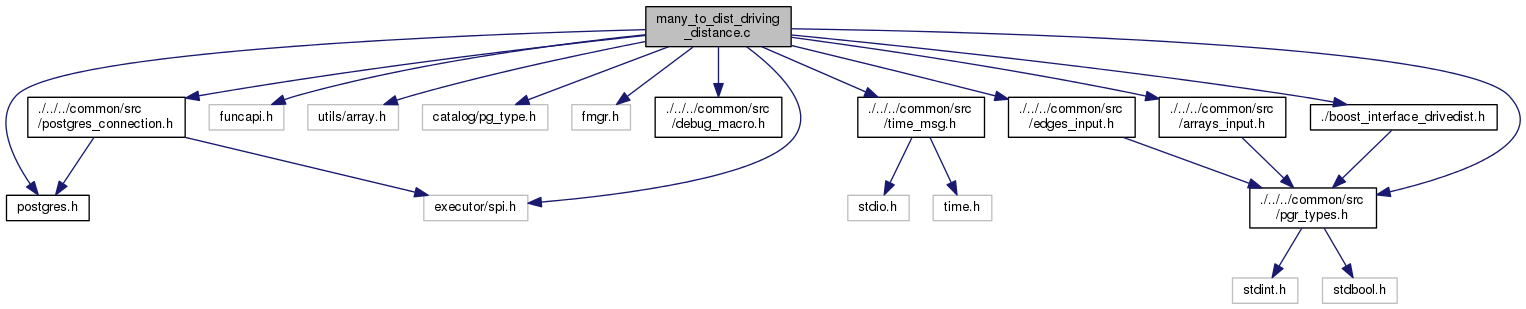 many_to_dist_driving
_distance.c
./../../common/src
/postgres_connection.h
funcapi.h
utils/array.h
catalog/pg_type.h
fmgr.h
./../../common/src
/debug_macro.h
./../../common/src
/time_msg.h
./../../common/src
/edges_input.h
./../../common/src
/arrays_input.h
./boost_interface_drivedist.h
postgres.h
executor/spi.h
stdio.h
time.h
./../../common/src
/pgr_types.h
stdint.h
stdbool.h